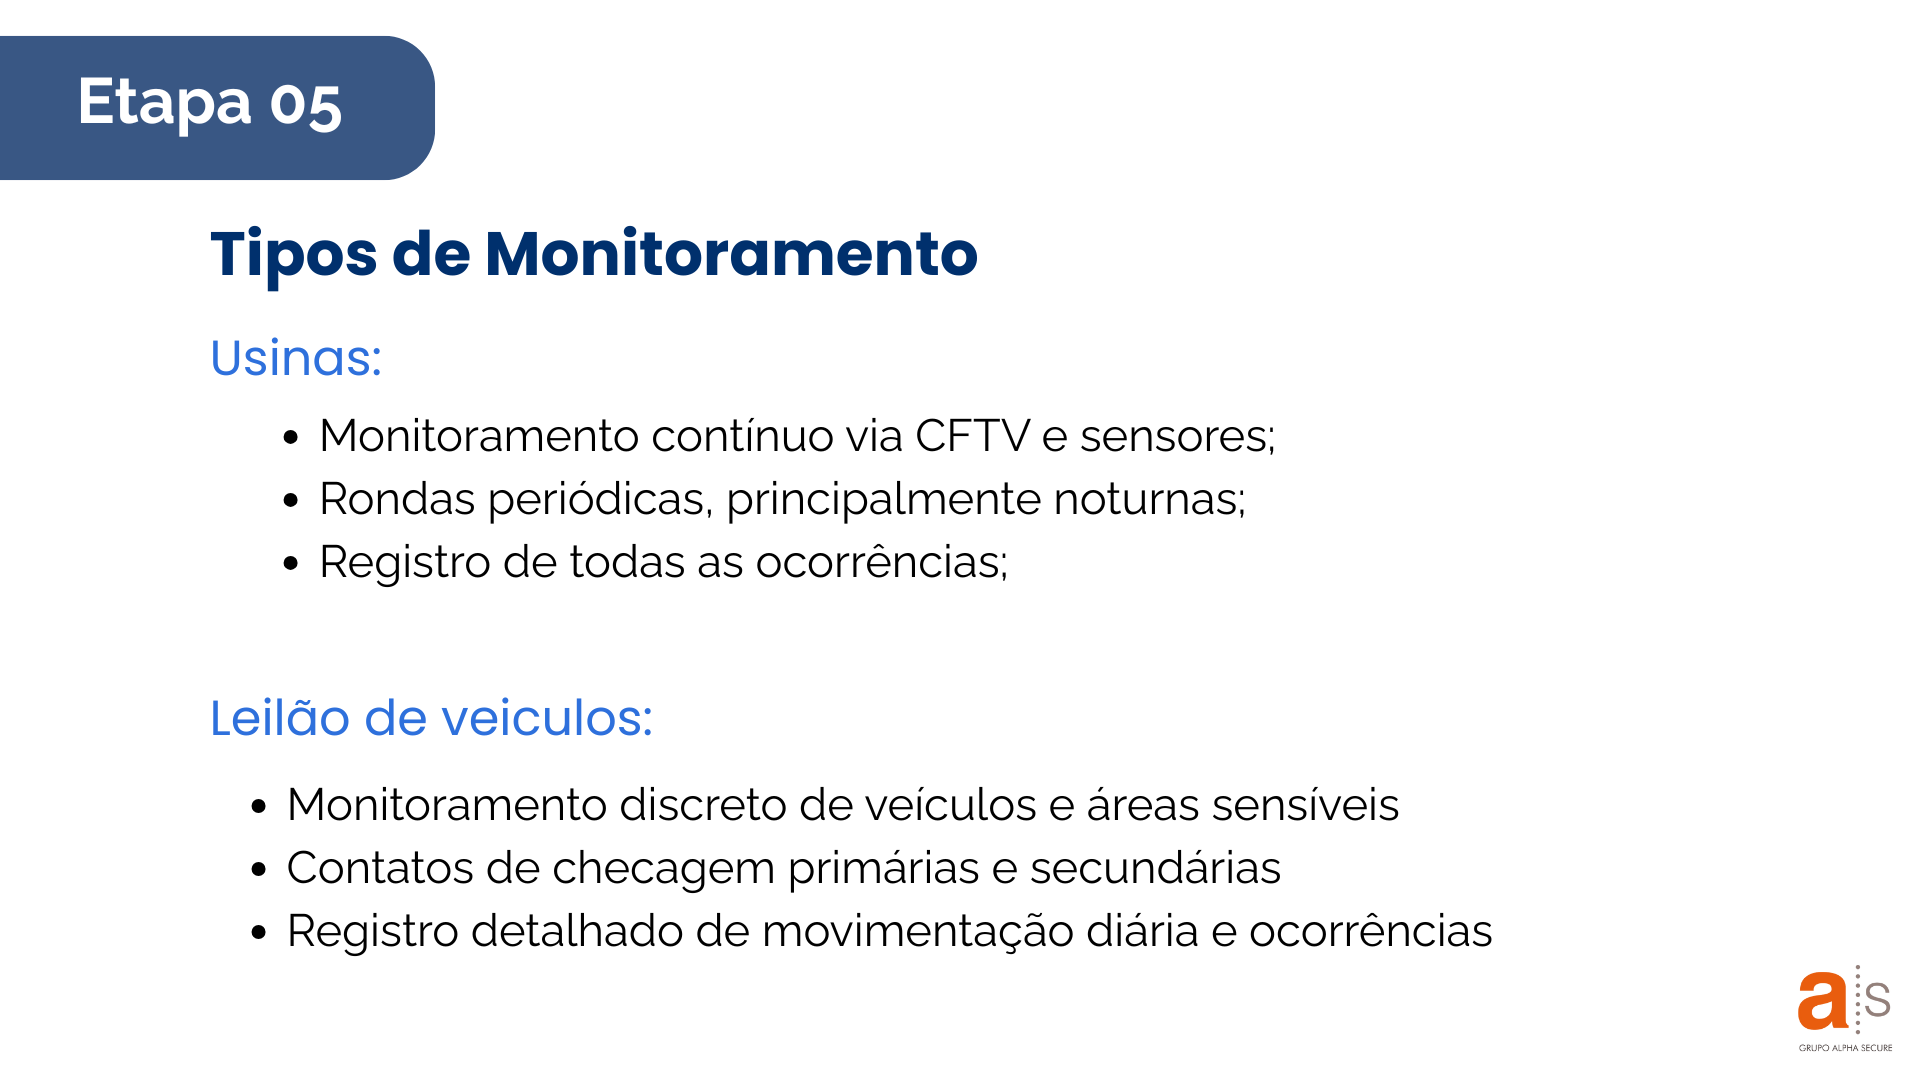 Etapa 05
Tipos de Monitoramento
Usinas:
• Monitoramento contínuo via CFTV e sensores;
• Rondas periódicas, principalmente noturnas;
• Registro de todas as ocorrências;
Leilão de veiculos:
• Monitoramento discreto de veículos e áreas sensíveis
• Contatos de checagem primárias e secundárias
• Registro detalhado de movimentação diária e ocorrências
a s
GRUPO ALPHA SECURE